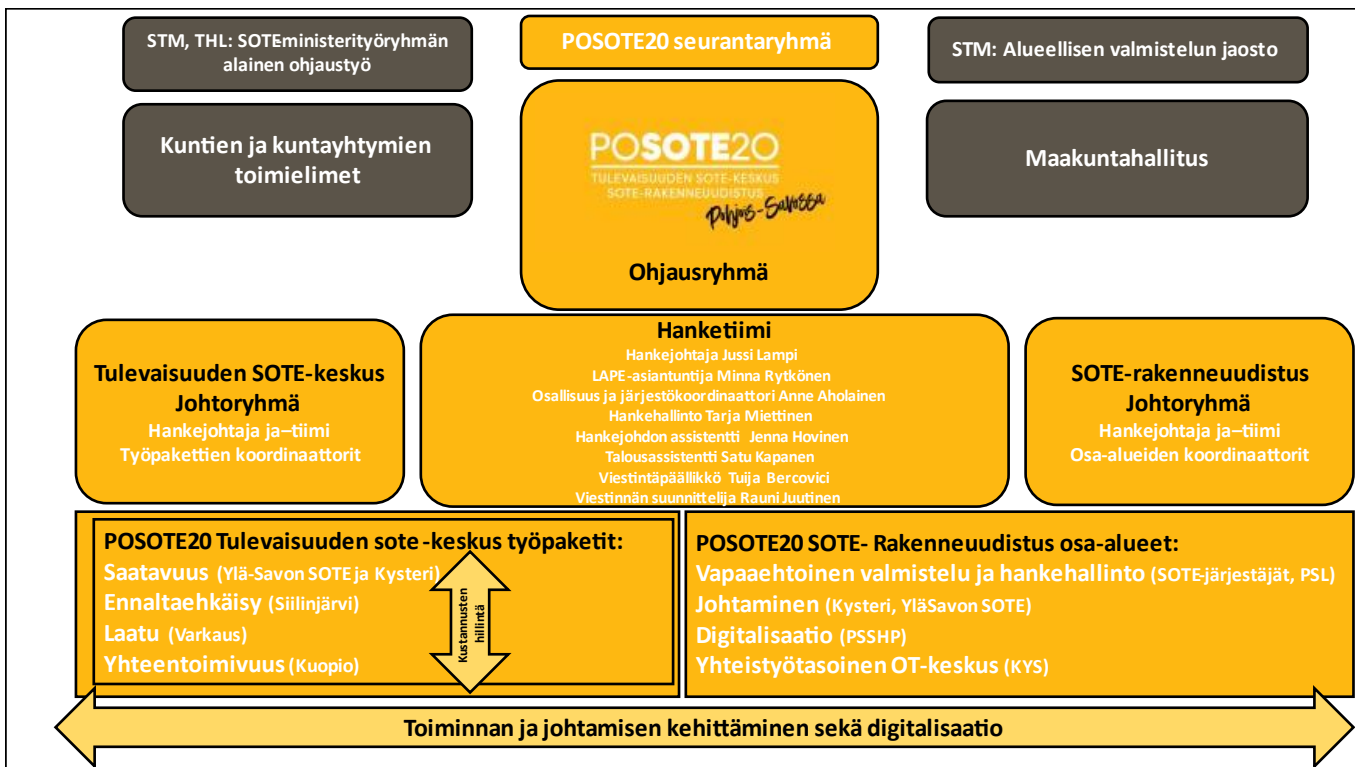 STM, THL: SOTEministerityöryhmän
alainen ohjaustyö
POSOTE20 seurantaryhmä
STM: Alueellisen valmistelun jaosto
Kuntien ja kuntayhtymien
toimielimet
POSOTE20
TULEVAISUUDEN SOTE-KESKUS
SOTE-RAKENNEUUDISTUS
Pohjois-Savossa
Ohjausryhmä
Maakuntahallitus
Tulevaisuuden SOTE-keskus
Johtoryhmä
Hankejohtaja ja–tiimi
Työpakettien koordinaattorit
Hanketiimi
Hankejohtaja Jussi Lampi
LAPE-asiantuntija Minna Rytkönen
Osallisuus ja järjestökoordinaattori Anne Aholainen
Hankehallinto Tarja Miettinen
Hankejohdon assistentti Jenna Hovinen
Talousassistentti Satu Kapanen
Viestintäpäällikkö Tuija Bercovici
Viestinnän suunnittelija Rauni Juutinen
SOTE-rakenneuudistus
Johtoryhmä
Hankejohtaja ja–tiimi
Osa-alueiden koordinaattorit
POSOTE20 Tulevaisuuden sote-keskus työpaketit:
Saatavuus (Ylä-Savon SOTE ja Kysteri)
Ennaltaehkäisy (Siilinjärvi)
Laatu (Varkaus)
Yhteentoimivuus (Kuopio)
Kustannusten
hillintä
POSOTE20 SOTE- Rakenneuudistus osa-alueet:
Vapaaehtoinen valmistelu ja hankehallinto (SOTE-järjestäjät, PSL)
Johtaminen (Kysteri, YläSavon SOTE)
Digitalisaatio (PSSHP)
Yhteistyötasoinen OT-keskus (KYS)
Toiminnan ja johtamisen kehittäminen sekä digitalisaatio